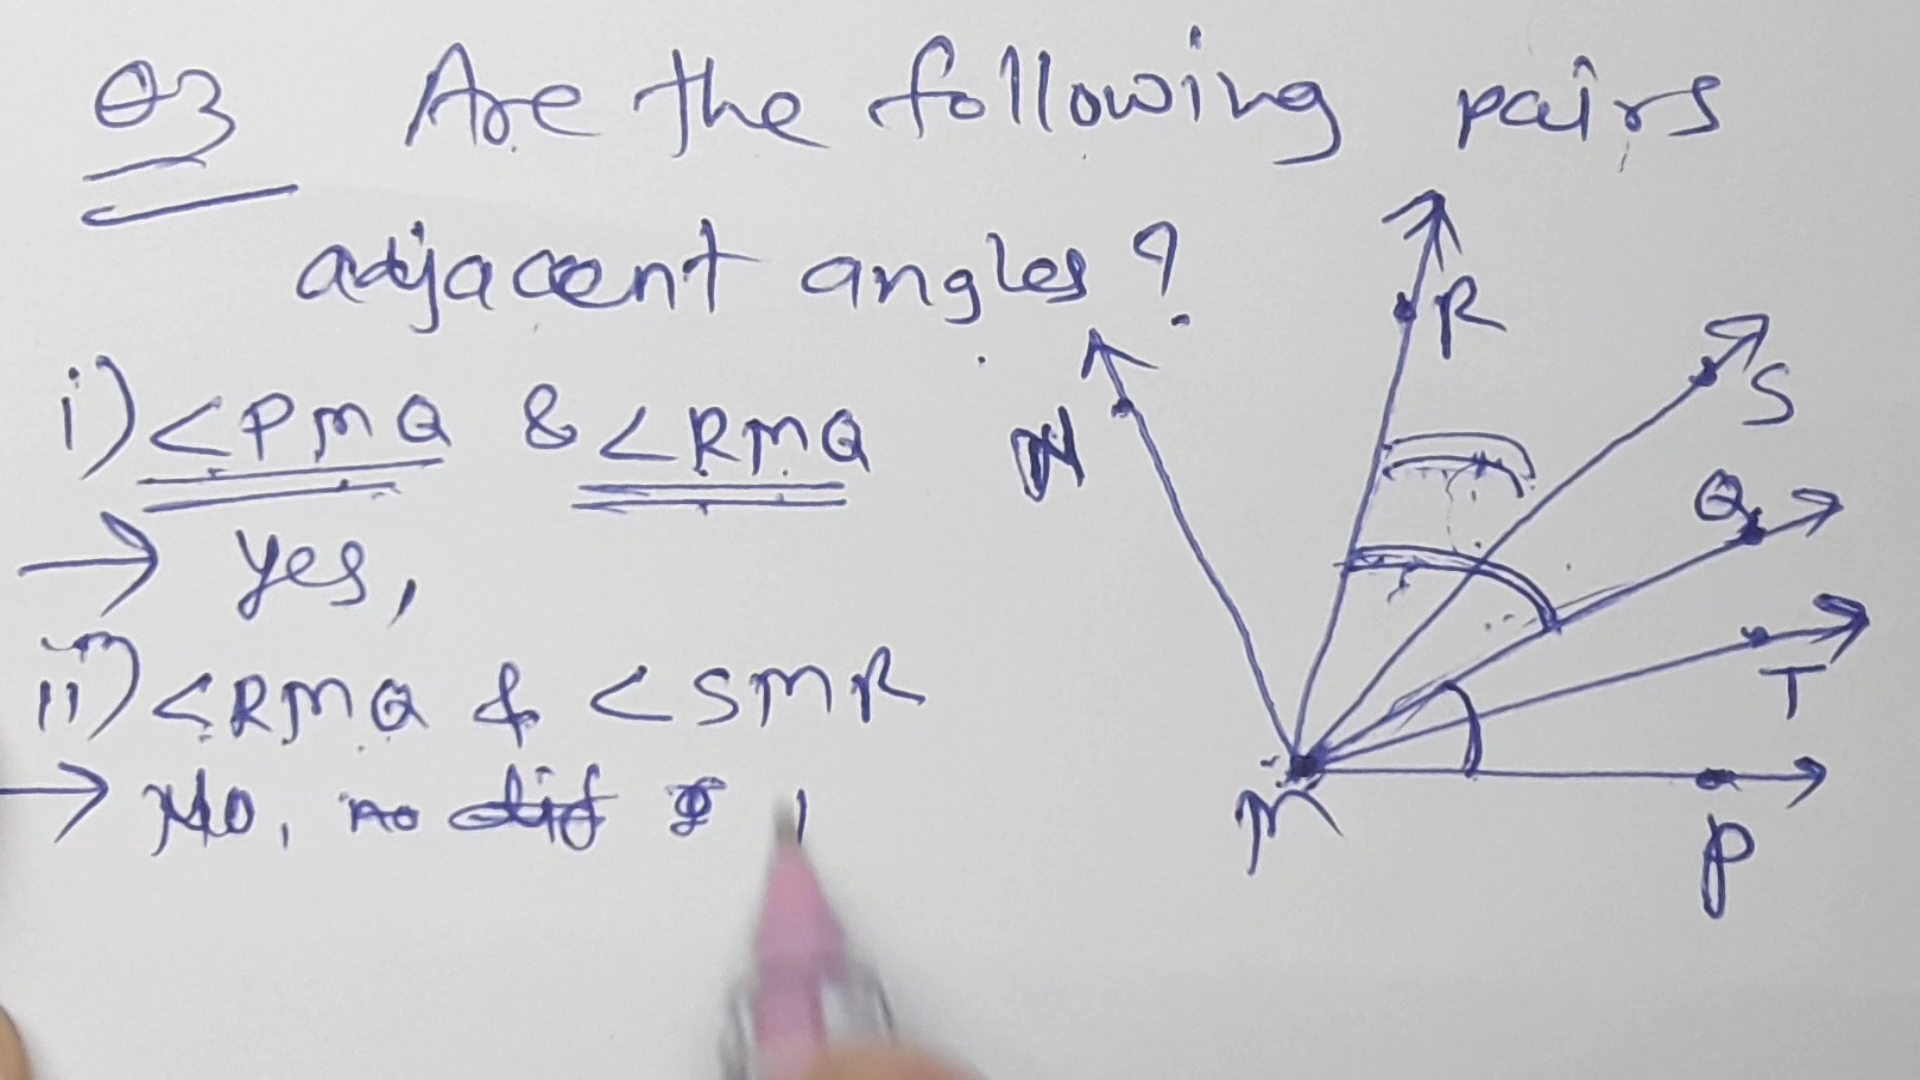 Q3 Are the following pairs
adjacent angles?
i) <PMQ & <RMQ
→ Yes,
ii) <RMQ & <SMR
→ No, no
R
S
N
Q
T
M
P